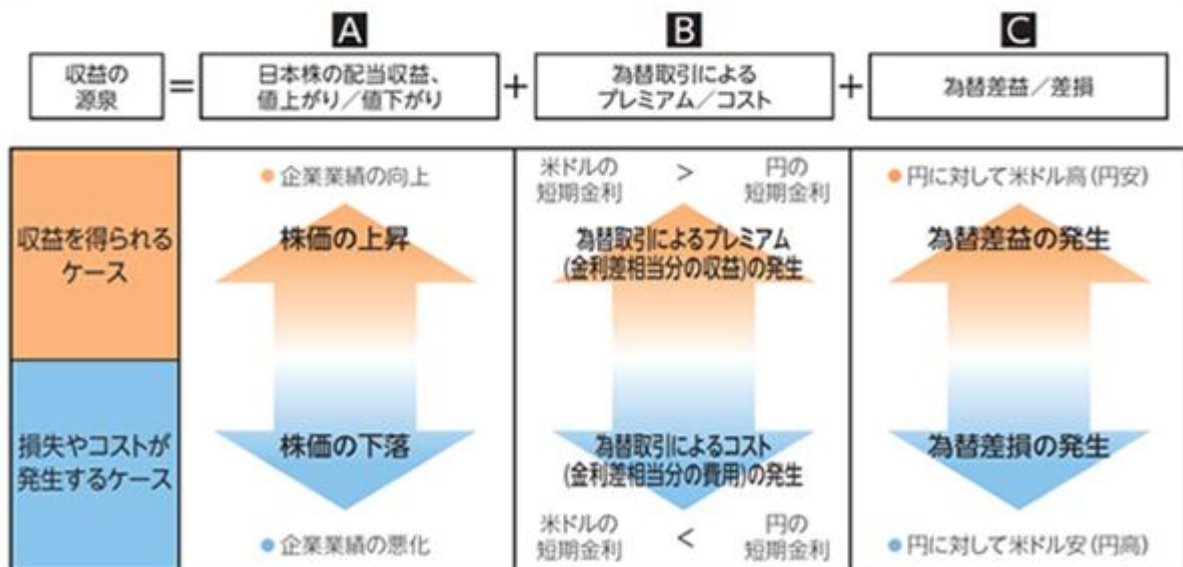 A
B
C
収益の
源泉
=
日本株の配当収益、
値上がり/値下がり
+
為替取引による
プレミアム/コスト
+
為替差益/差損
収益を得られる
ケース
●企業業績の向上
株価の上昇
米ドルの
短期金利
>
円の
短期金利
為替取引によるプレミアム
(金利差相当分の収益)の発生
●円に対して米ドル高(円安)
為替差益の発生
損失やコストが
発生するケース
株価の下落
●企業業績の悪化
為替取引によるコスト
(金利差相当分の費用)の発生
米ドルの
短期金利
<
円の
短期金利
為替差損の発生
●円に対して米ドル安(円高)